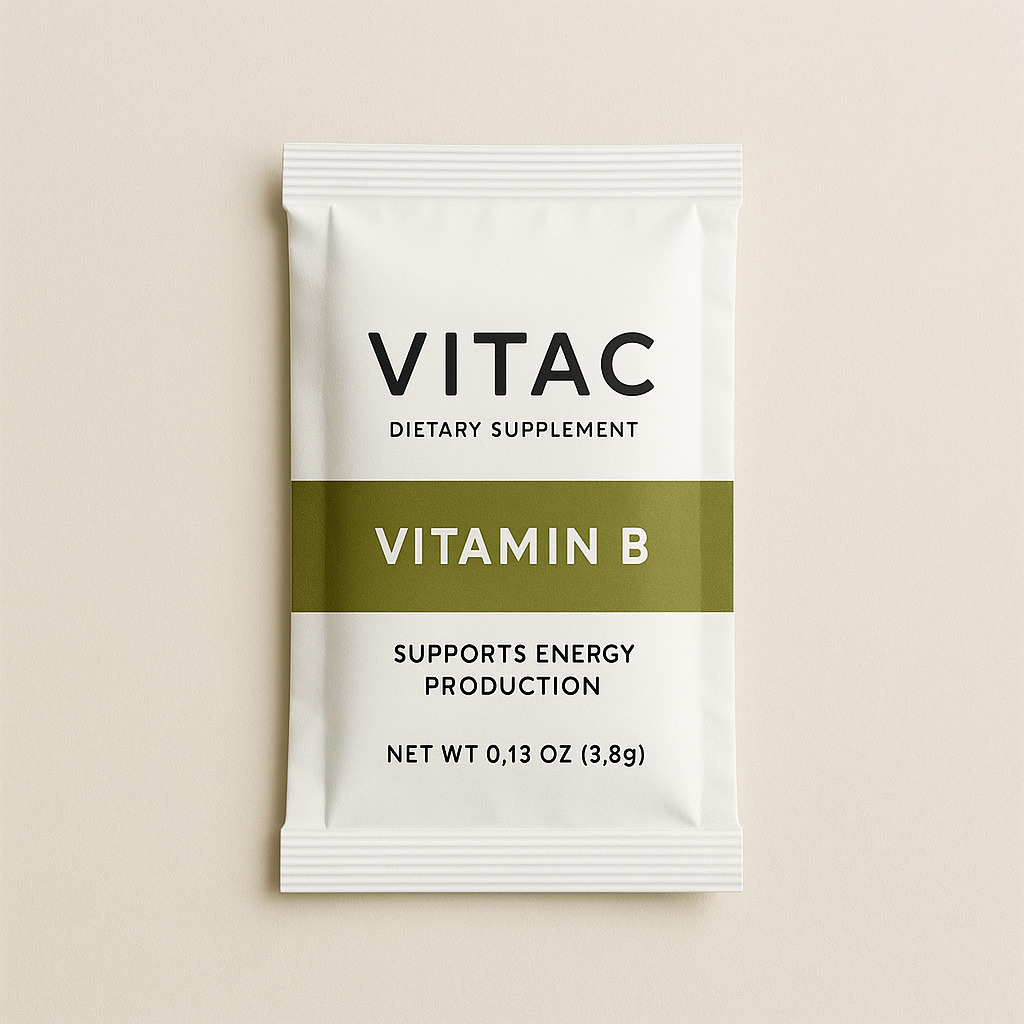 VITAC
DIETARY SUPPLEMENT
VITAMIN B
SUPPORTS ENERGY
PRODUCTION
NET WT 0,13 OZ (3,8g)